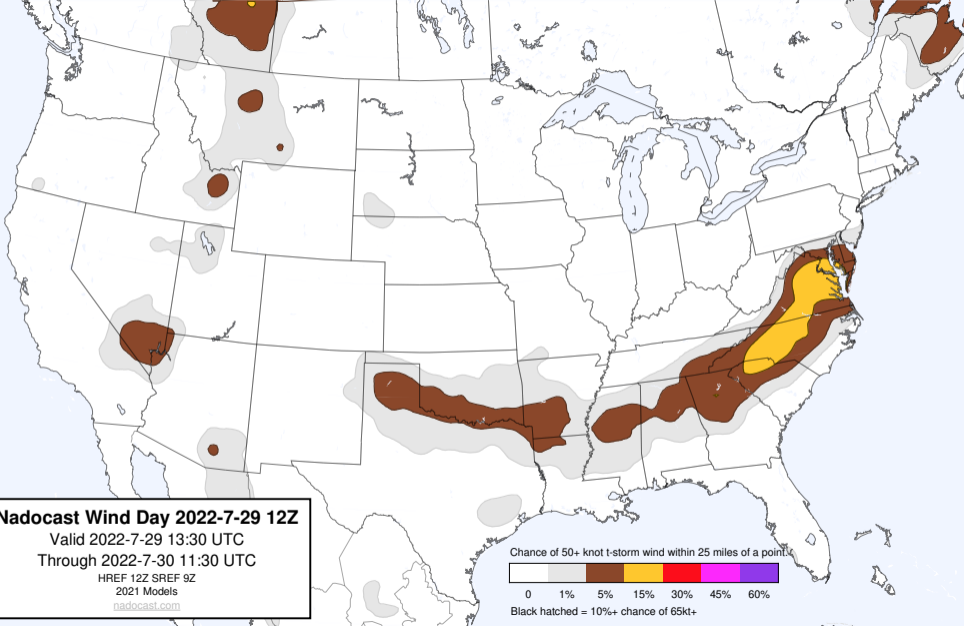 Nadocast Wind Day 2022-7-29 12Z
Valid 2022-7-29 13:30 UTC
Through 2022-7-30 11:30 UTC
HREF 12Z SREF 9Z
2021 Models
nadocast.com
Chance of 50+ knot t-storm wind within 25 miles of a point.
0 1% 5% 15% 30% 45% 60%
Black hatched = 10%+ chance of 65kt+